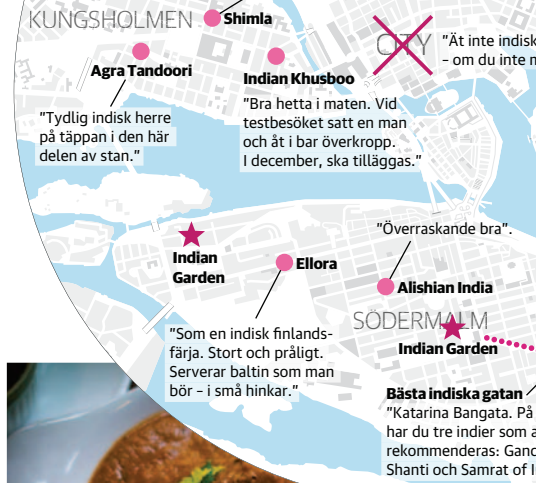 KUNGSHOLMEN
Shimla
CITY
"Ät inte indisk
– om du inte
Agra Tandoori
Indian Khusboo
"Tydlig indisk herre
på täppan i den här
delen av stan."
"Bra hetta i maten. Vid
testbesöket satt en man
och åt i bar överkropp.
I december, ska tilläggas."
"Överraskande bra".
Indian
Garden
Ellora
Alishian India
SÖDERMALM
Indian Garden
"Som en indisk finlands-
färja. Stort och pråligt.
Serverar baltin som man
bör – i små hinkar."
Bästa indiska gatan
"Katarina Bangata. På
har du tre indier som
rekommenderas:
Shanti och Samrat of